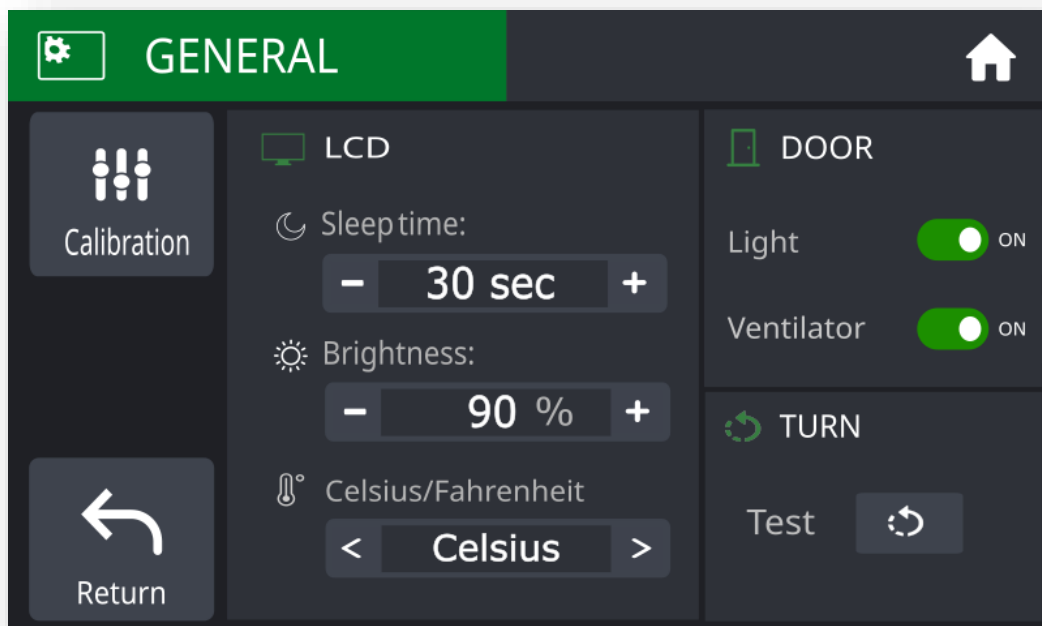 GENERAL
Calibration
Return
LCD
Sleep time:
- 30 sec +
Brightness:
- 90 % +
Celsius/Fahrenheit
< Celsius >
DOOR
Light ON
Ventilator ON
TURN
Test